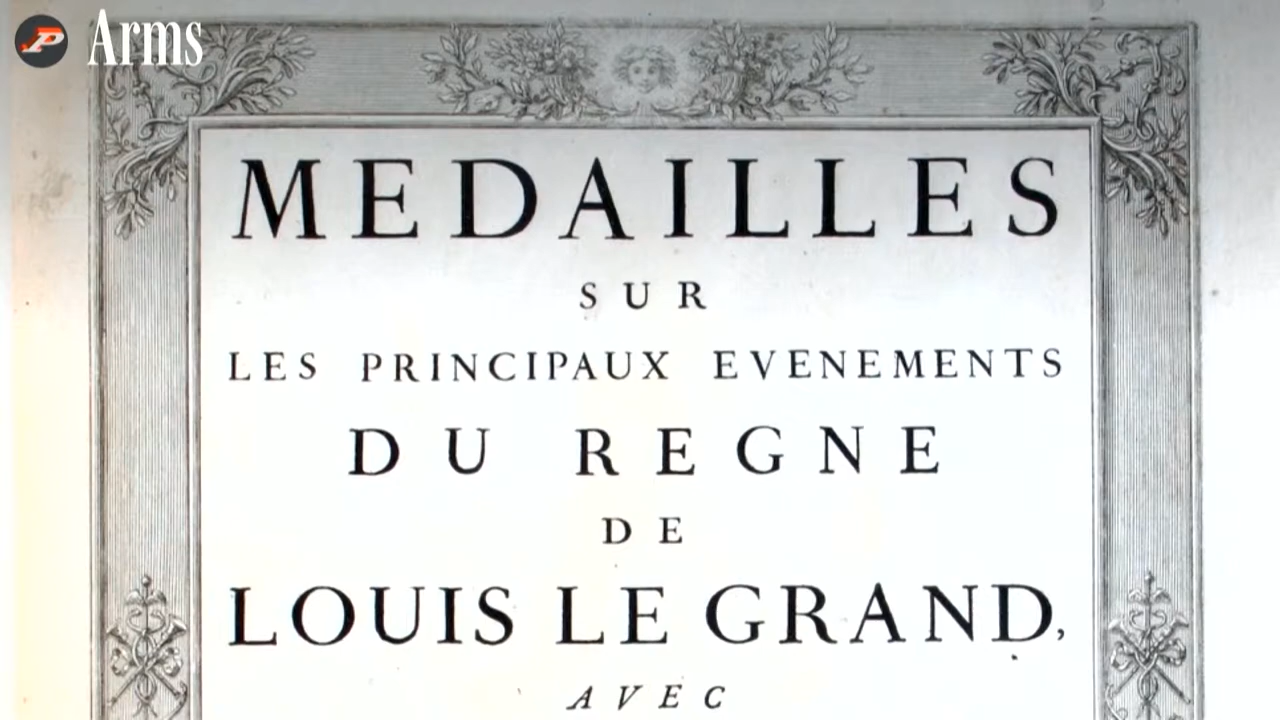 P Arms
MEDAILLES
SUR
LES PRINCIPAUX EVENEMENTS
DU REGNE
DE
LOUIS LE GRAND,
AVEC